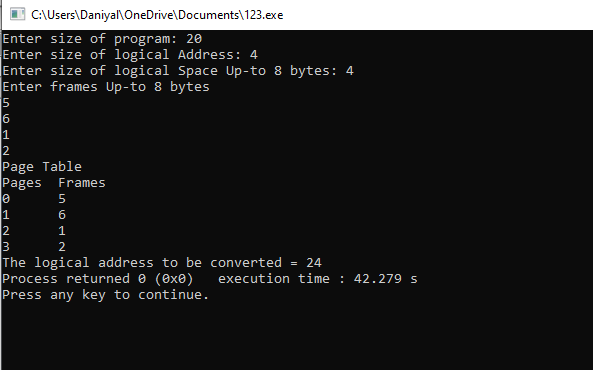 C:\Users\Daniyal\OneDrive\Documents\123.exe
Enter size of program: 20
Enter size of logical Address: 4
Enter size of logical Space Up-to 8 bytes: 4
Enter frames Up-to 8 bytes
5
6
1
2
Page Table
Pages  Frames
0      5
1      6
2      1
3      2
The logical address to be converted = 24
Process returned 0 (0x0)   execution time : 42.279 s
Press any key to continue.